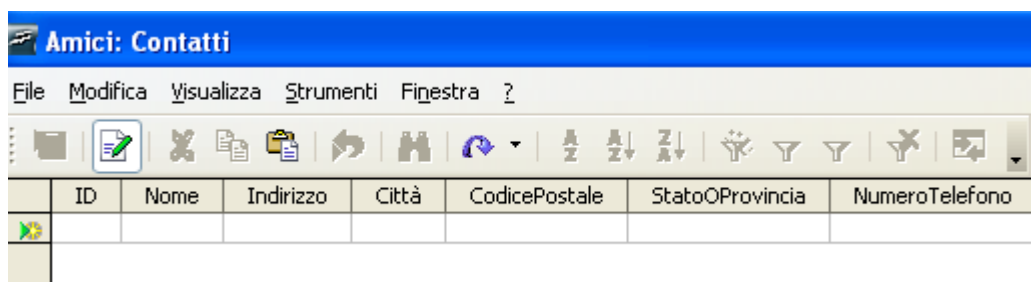 Amici: Contatti
File Modifica Visualizza Strumenti Finestra ?
ID Nome Indirizzo Città CodicePostale StatoOProvincia NumeroTelefono